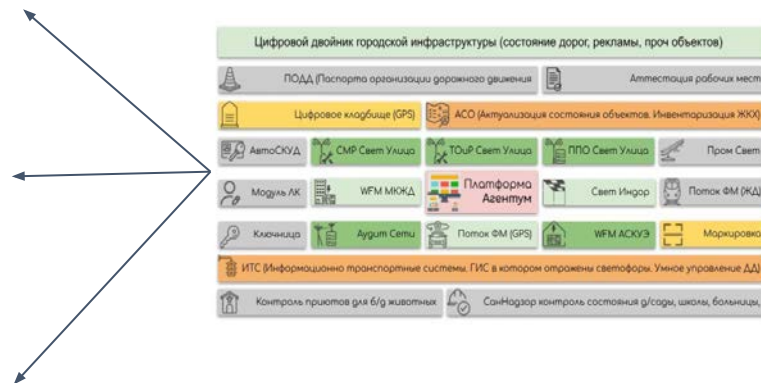 Цифровой двойник городской инфраструктуры (состояние дорог, рекламы, проч объектов)
ПОДД (Паспорта организации дорожного движения
Аттестация рабочих мест
Цифровое кладбище (GPS)
АСО (Актуализация состояния объектов. Инвентаризация ЖКХ)
АвтоСКУД
СМР Свет Улица
ТОиР Свет Улица
ППО Свет Улица
Пром Свет
Модуль ЛК
WFM МКЖД
Платформа
Агентум
Свет Индор
Поток ФМ (ЖД)
Ключница
Аудит Сети
Поток ФМ (GPS)
WFM АСКУЭ
Маркировка
ИТС (Информационно транспортные системы. ГИС в котором отражены светофоры. Умное управление ДД)
Контроль приютов для б/д животных
СанНадзор контроль состояния д/сады, школы, больницы,